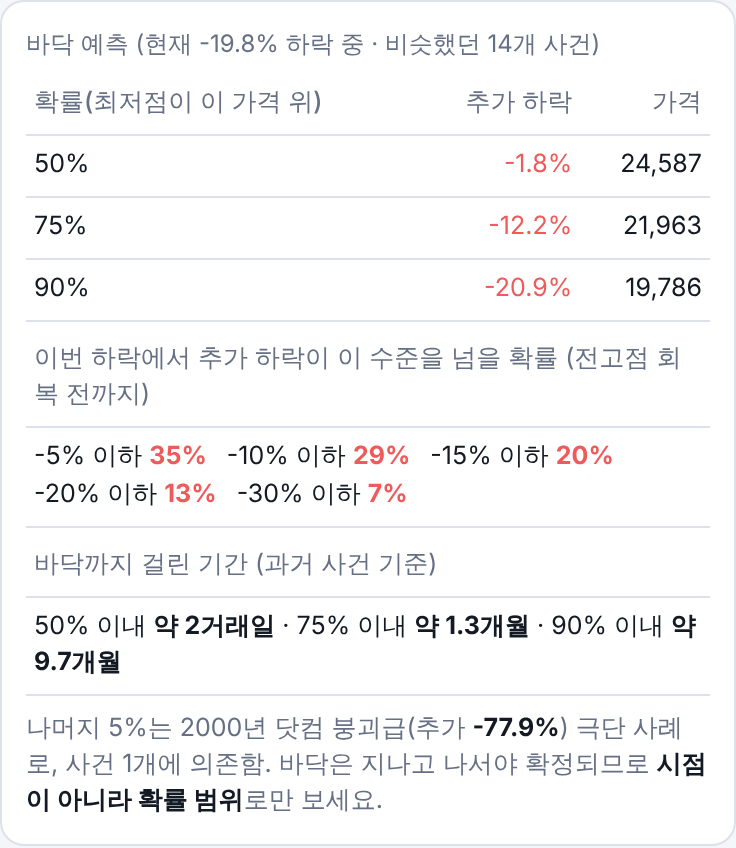 바닥 예측 (현재 -19.8% 하락 중 · 비슷했던 14개 사건)
확률(최저점이 이 가격 위) 추가 하락 가격
50% -1.8% 24,587
75% -12.2% 21,963
90% -20.9% 19,786
이번 하락에서 추가 하락이 이 수준을 넘을 확률 (전고점 회
복 전까지)
-5% 이하 35% -10% 이하 29% -15% 이하 20%
-20% 이하 13% -30% 이하 7%
바닥까지 걸린 기간 (과거 사건 기준)
50% 이내 약 2거래일 · 75% 이내 약 1.3개월 · 90% 이내 약
9.7개월
나머지 5%는 2000년 닷컴 붕괴급(추가 -77.9%) 극단 사례
로, 사건 1개에 의존함. 바닥은 지나고 나서야 확정되므로 시점
이 아니라 확률 범위로만 보세요.